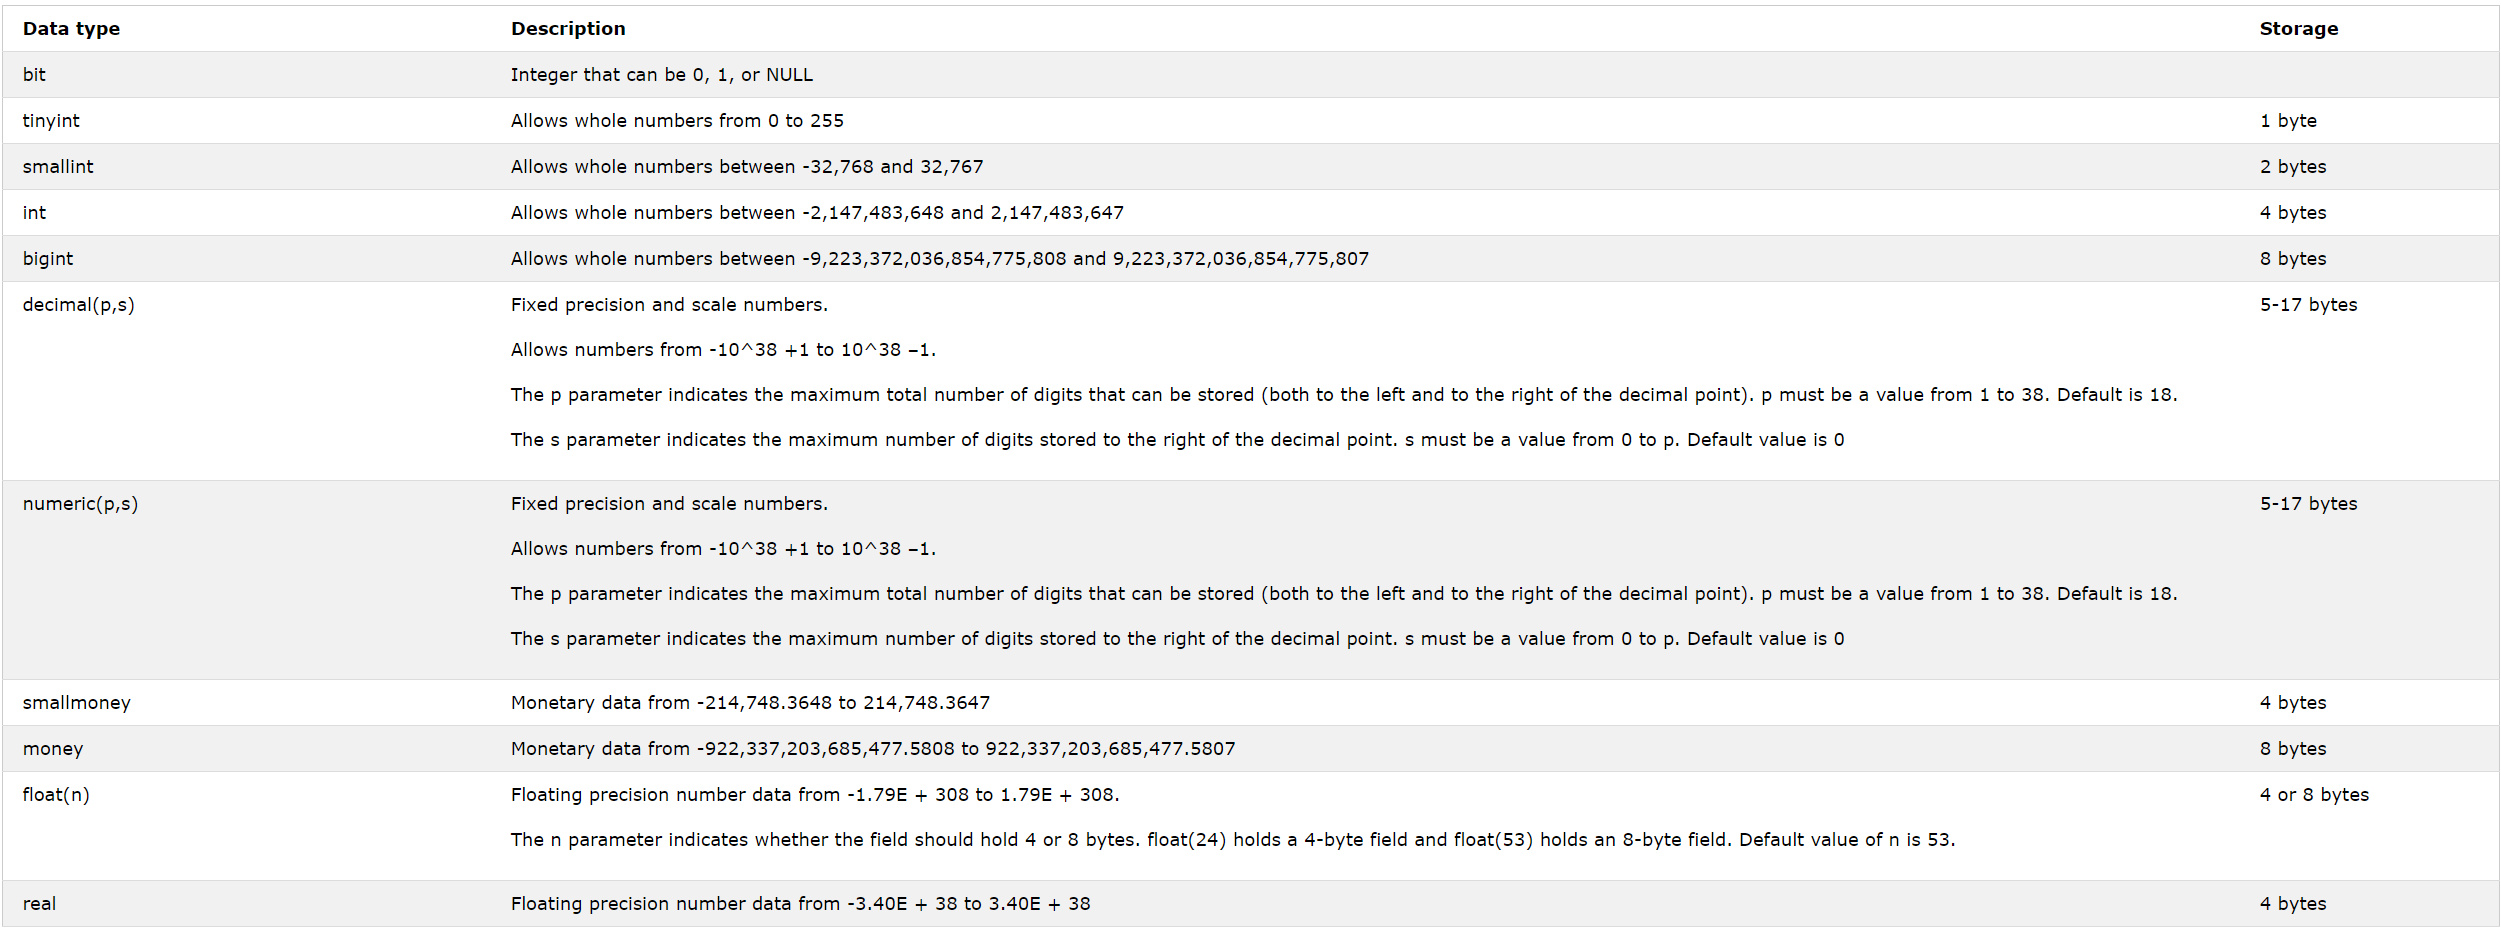 Data type Description Storage
bit Integer that can be 0, 1, or NULL
tinyint Allows whole numbers from 0 to 255 1 byte
smallint Allows whole numbers between -32,768 and 32,767 2 bytes
int Allows whole numbers between -2,147,483,648 and 2,147,483,647 4 bytes
bigint Allows whole numbers between -9,223,372,036,854,775,808 and 9,223,372,036,854,775,807 8 bytes
decimal(p,s) Fixed precision and scale numbers. 5-17 bytes
Allows numbers from -10^38 +1 to 10^38 –1.
The p parameter indicates the maximum total number of digits that can be stored (both to the left and to the right of the decimal point). p must be a value from 1 to 38. Default is 18.
The s parameter indicates the maximum number of digits stored to the right of the decimal point. s must be a value from 0 to p. Default value is 0
numeric(p,s) Fixed precision and scale numbers. 5-17 bytes
Allows numbers from -10^38 +1 to 10^38 –1.
The p parameter indicates the maximum total number of digits that can be stored (both to the left and to the right of the decimal point). p must be a value from 1 to 38. Default is 18.
The s parameter indicates the maximum number of digits stored to the right of the decimal point. s must be a value from 0 to p. Default value is 0
smallmoney Monetary data from -214,748.3648 to 214,748.3647 4 bytes
money Monetary data from -922,337,203,685,477.5808 to 922,337,203,685,477.5807 8 bytes
float(n) Floating precision number data from -1.79E + 308 to 1.79E + 308. 4 or 8 bytes
The n parameter indicates whether the field should hold 4 or 8 bytes. float(24) holds a 4-byte field and float(53) holds an 8-byte field. Default value of n is 53.
real Floating precision number data from -3.40E + 38 to 3.40E + 38 4 bytes